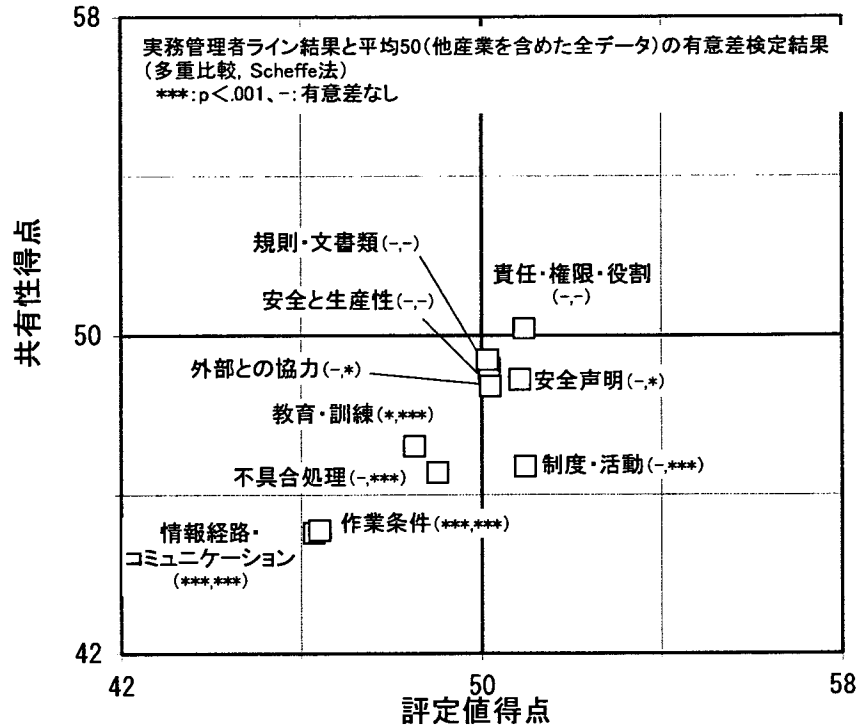 58
実務管理者ライン結果と平均50(他産業を含めた全データ)の有意差検定結果
(多重比較, Scheffe法)
***:p<.001、-:有意差なし
規則・文書類(-,-)
責任・権限・役割
(-,-)
安全と生産性(-,-)
共有性得点
50
外部との協力(-,*)
安全声明(-,*)
教育・訓練(*,***)
不具合処理(-,***)
制度・活動(-,***)
情報経路・
コミュニケーション
(***,***)
作業条件(***,***)
42
42
50
58
評定値得点